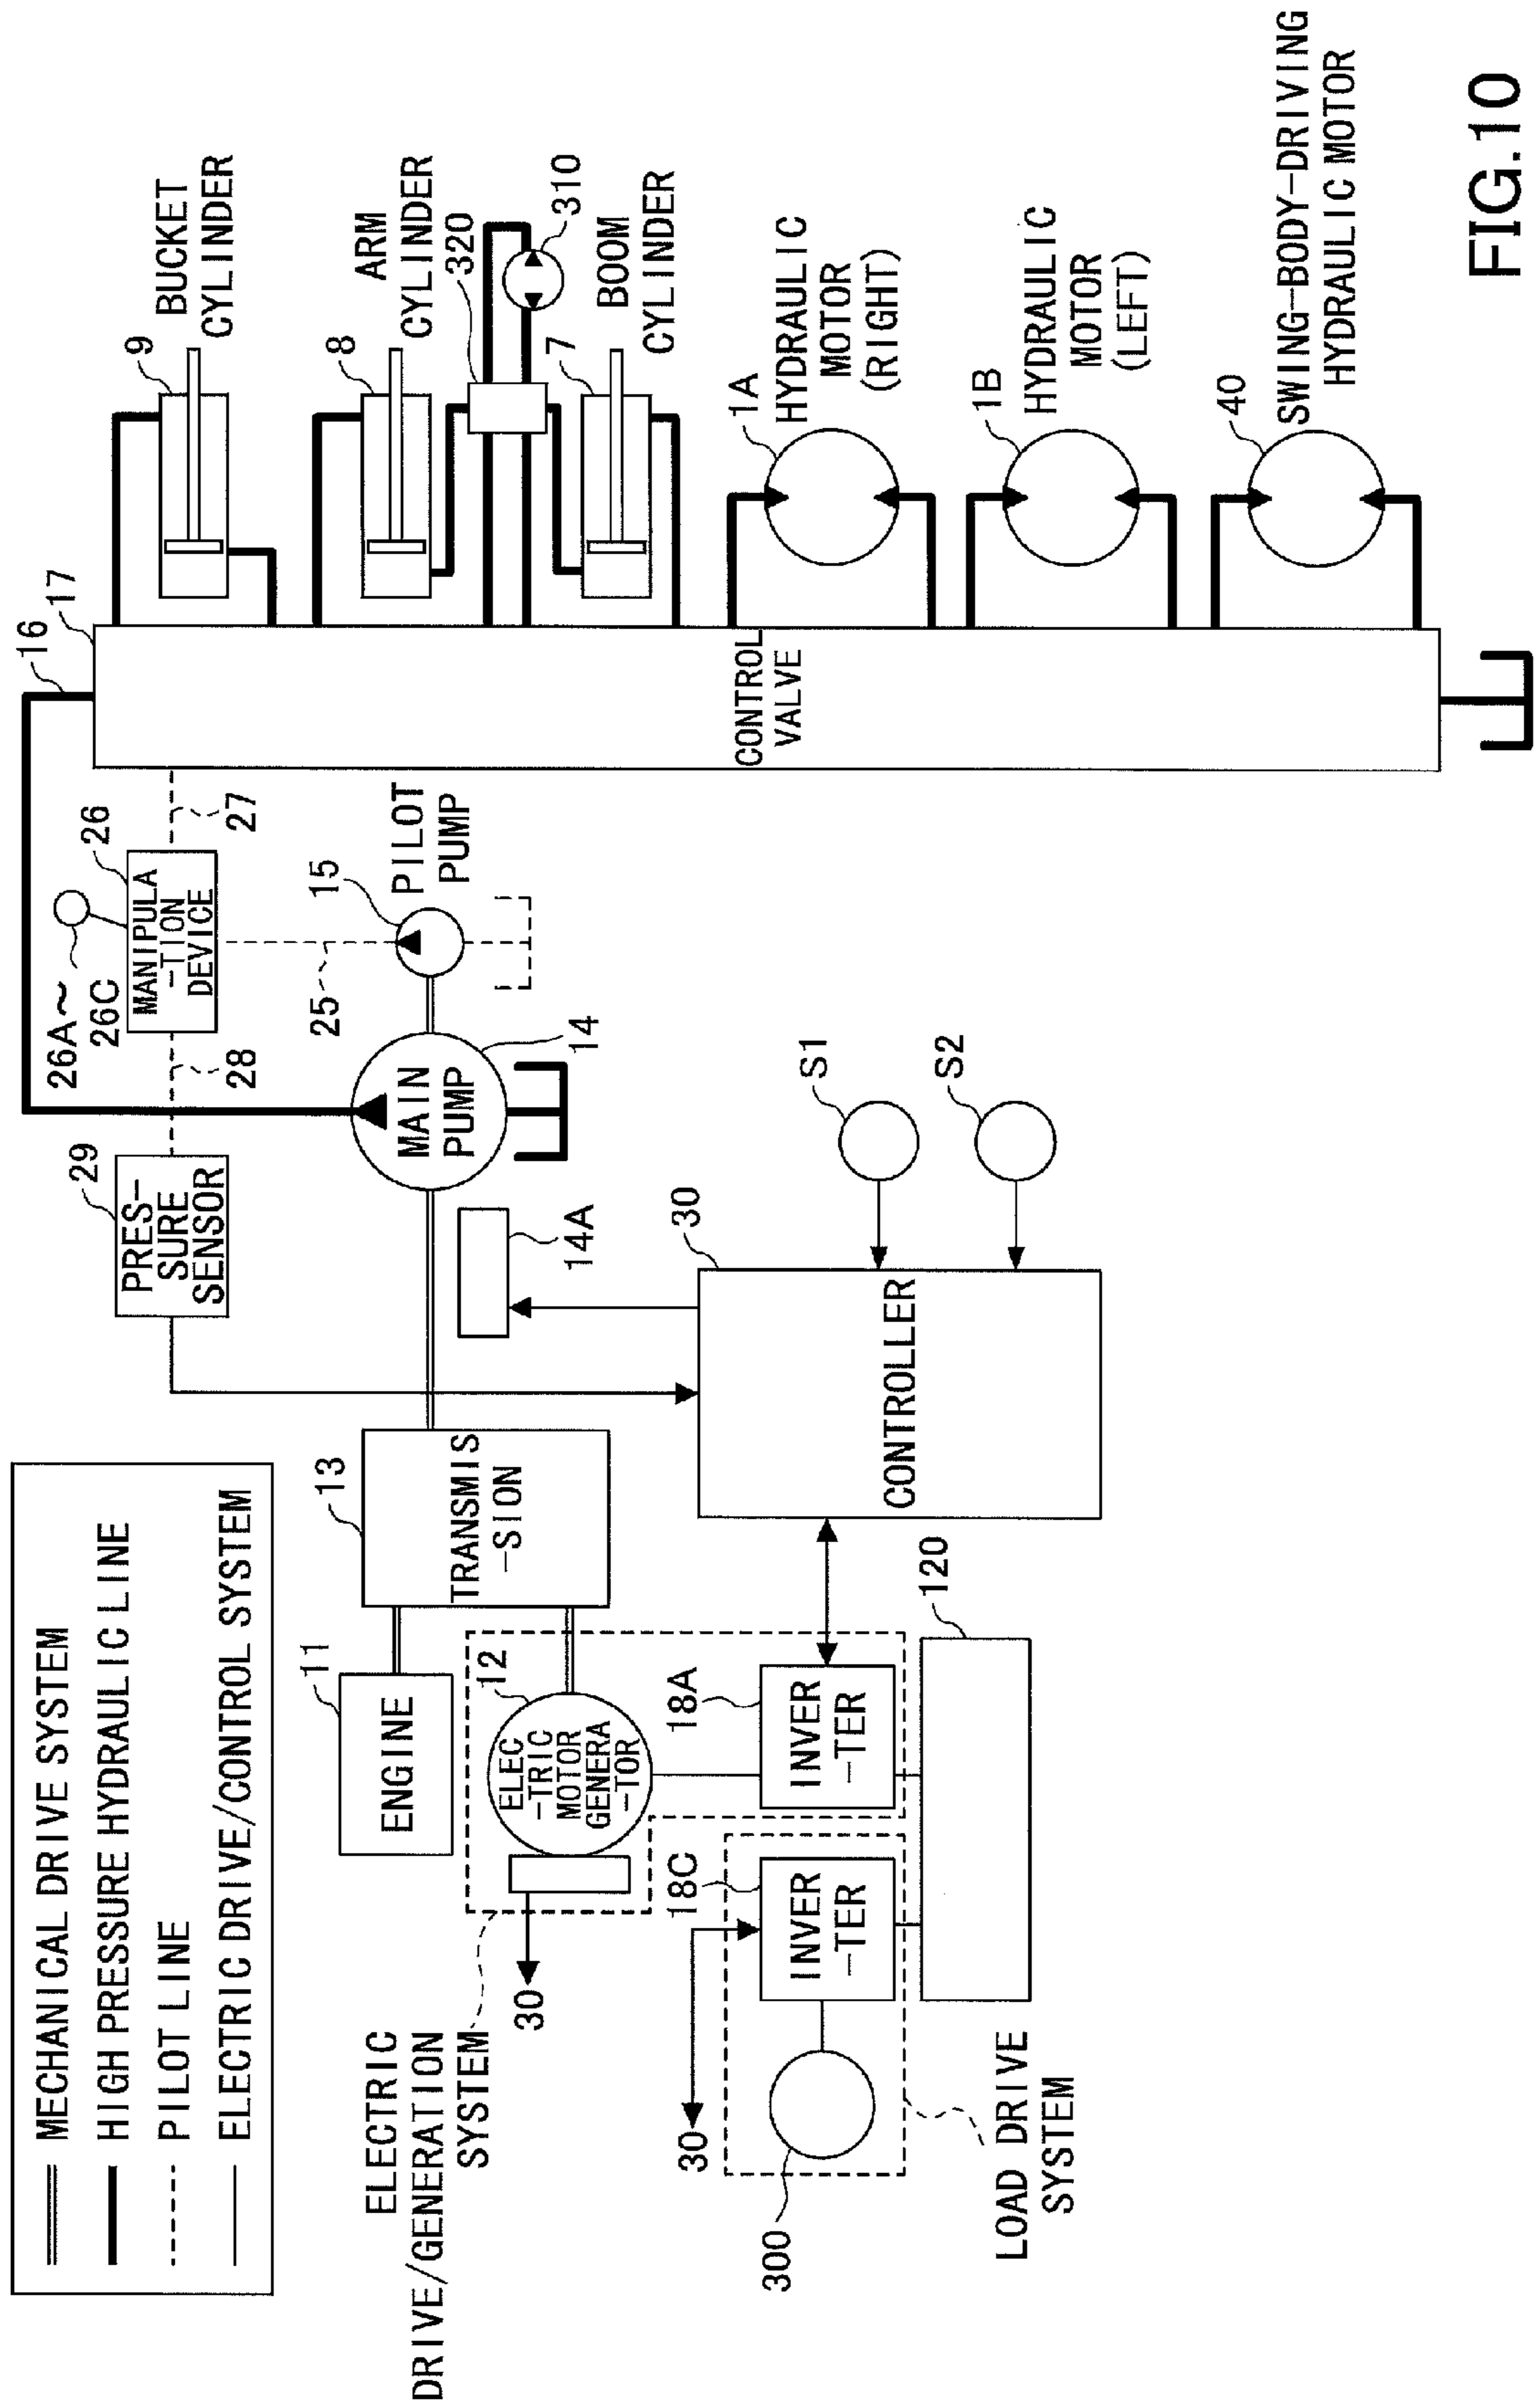 MECHANICAL DRIVE SYSTEM
HIGH PRESSURE HYDRAULIC LINE
PILOT LINE
ELECTRIC DRIVE/CONTROL SYSTEM
16
17
9
BUCKET
CYLINDER
26A~
26C
26
MANIPULA
-TION
DEVICE
27
28
29
PRES-
SURE
SENSOR
8
ARM
CYLINDER
320
310
7
BOOM
CYLINDER
11
ENGINE
13
TRANSMIS
-SION
MAIN
PUMP
14
14A
25
15
PILOT
PUMP
ELECTRIC
DRIVE/GENERATION
SYSTEM
30
12
ELEC
-TRIC
MOTOR
GENERA
-TOR
CONTROL
VALVE
1A
HYDRAULIC
MOTOR
(RIGHT)
30
18C
INVER
-TER
18A
INVER
-TER
30
CONTROLLER
S1
S2
300
1B
HYDRAULIC
MOTOR
(LEFT)
120
LOAD DRIVE
SYSTEM
40
SWING-BODY-DRIVING
HYDRAULIC MOTOR
FIG.10